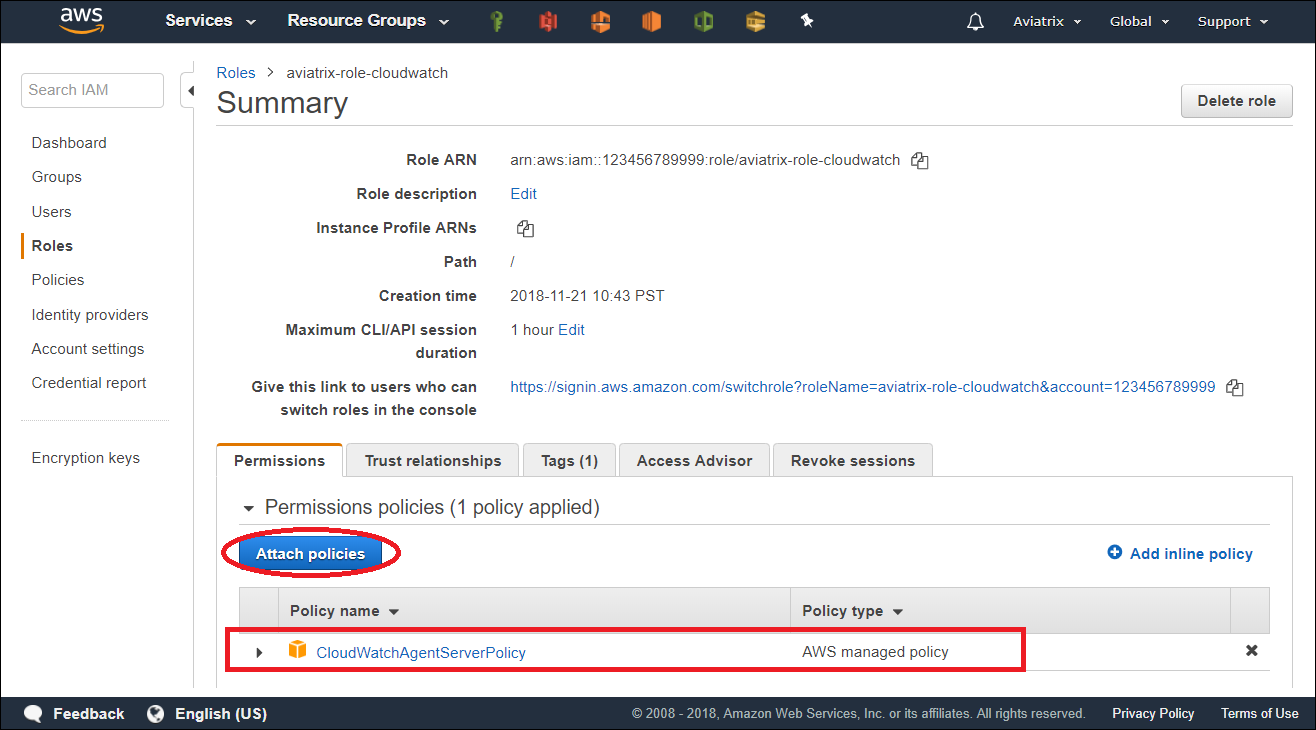 aws Services Resource Groups Aviatrix Global Support
Search IAM
Dashboard
Groups
Users
Roles
Policies
Identity providers
Account settings
Credential report
Encryption keys
Roles > aviatrix-role-cloudwatch
Summary
Delete role
Role ARN arn:aws:iam::123456789999:role/aviatrix-role-cloudwatch
Role description Edit
Instance Profile ARNs
Path /
Creation time 2018-11-21 10:43 PST
Maximum CLI/API session 1 hour Edit
duration
Give this link to users who can https://signin.aws.amazon.com/switchrole?roleName=aviatrix-role-cloudwatch&account=123456789999
switch roles in the console
Permissions Trust relationships Tags (1) Access Advisor Revoke sessions
Permissions policies (1 policy applied)
Attach policies Add inline policy
Policy name Policy type
CloudWatchAgentServerPolicy AWS managed policy
Feedback English (US) © 2008 - 2018, Amazon Web Services, Inc. or its affiliates. All rights reserved. Privacy Policy Terms of Use